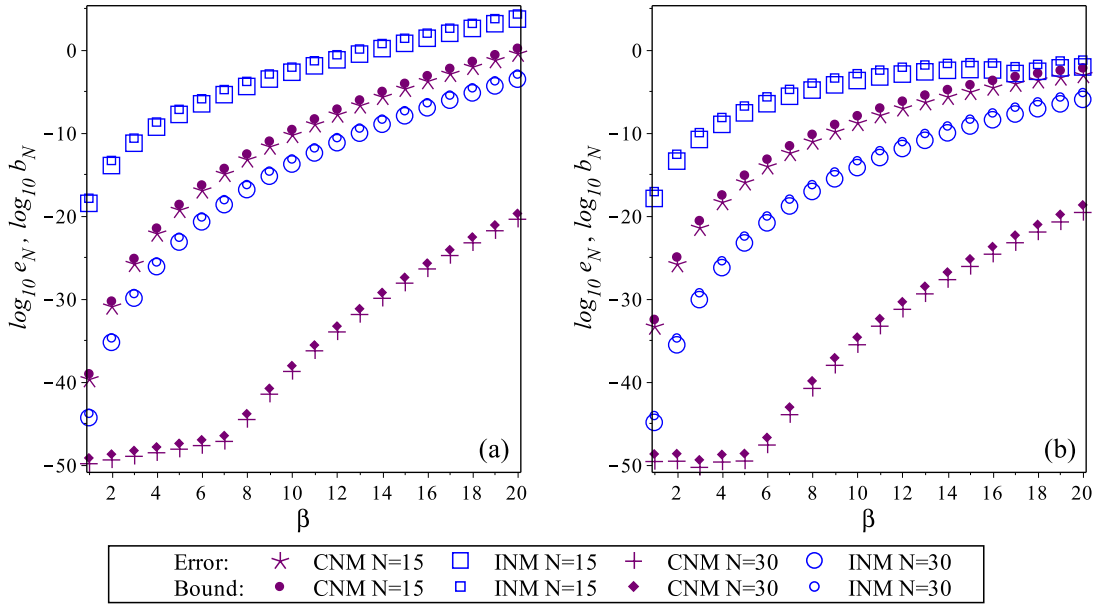 0
−10
−20
−30
−40
−50
log10 eN, log10 bN
2 4 6 8 10 12 14 16 18 20
β
(a)
0
−10
−20
−30
−40
−50
log10 eN, log10 bN
2 4 6 8 10 12 14 16 18 20
β
(b)
Error: CNM N=15 INM N=15 CNM N=30 INM N=30
Bound: CNM N=15 INM N=15 CNM N=30 INM N=30